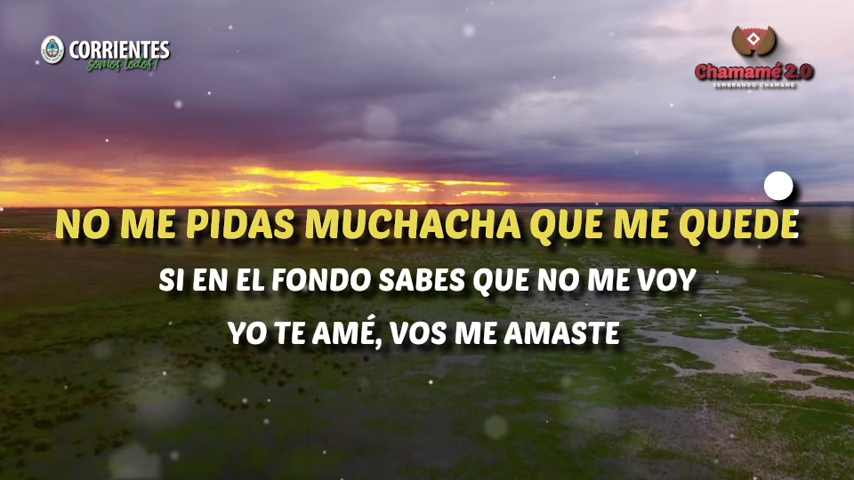 CORRIENTES
somos todos!
Chamamé 2.0
SEMBRANDO CHAMAMÉ
NO ME PIDAS MUCHACHA QUE ME QUEDE
SI EN EL FONDO SABES QUE NO ME VOY
YO TE AMÉ, VOS ME AMASTE